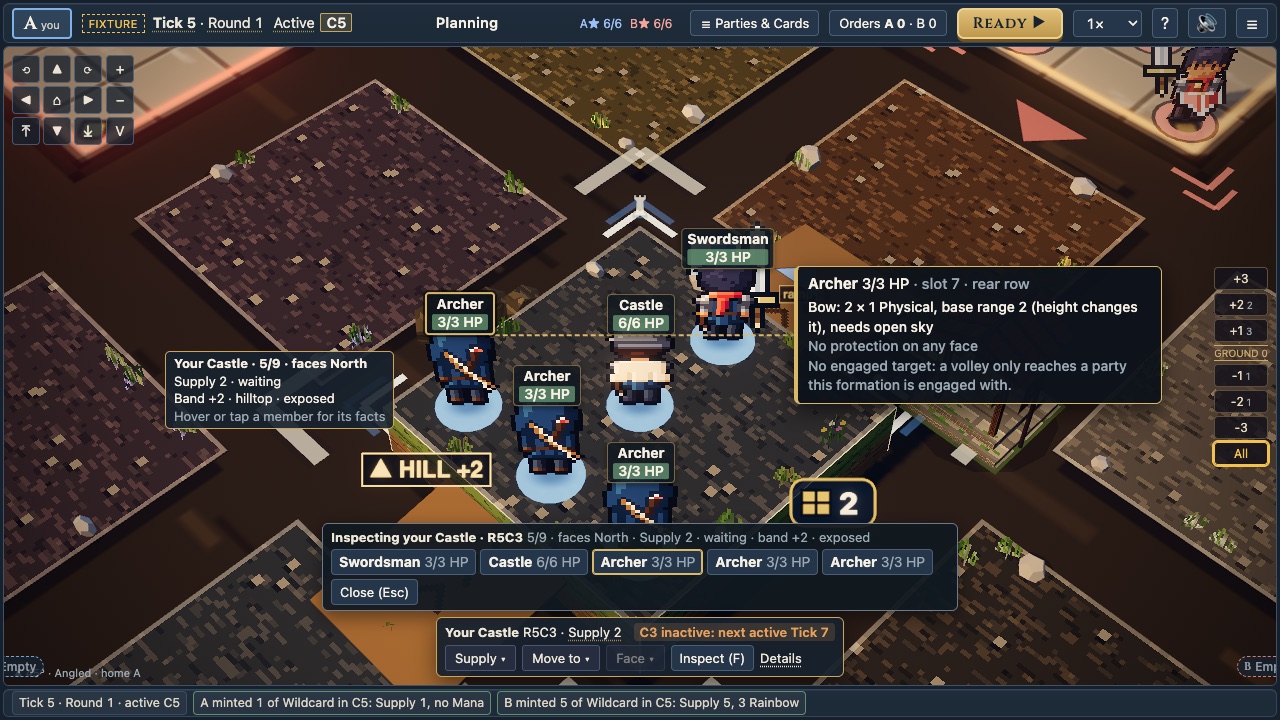 A you
FIXTURE Tick 5 · Round 1 Active C5
Planning
A★ 6/6 B★ 6/6
≡ Parties & Cards
Orders A 0 · B 0
READY ▶
1×
?
≡
V
Swordsman
3/3 HP
Archer
3/3 HP
Castle
6/6 HP
Archer
3/3 HP
Archer
3/3 HP
Archer 3/3 HP · slot 7 · rear row
Bow: 2 × 1 Physical, base range 2 (height changes
it), needs open sky
No protection on any face
No engaged target: a volley only reaches a party
this formation is engaged with.
Your Castle · 5/9 · faces North
Supply 2 · waiting
Band +2 · hilltop · exposed
Hover or tap a member for its facts
▲ HILL +2
2
+3
+2 2
+1 3
GROUND 0
-1 1
-2 1
-3
All
Inspecting your Castle · R5C3 5/9 · faces North · Supply 2 · waiting · band +2 · exposed
Swordsman 3/3 HP
Castle 6/6 HP
Archer 3/3 HP
Archer 3/3 HP
Archer 3/3 HP
Close (Esc)
Your Castle R5C3 · Supply 2 C3 inactive: next active Tick 7
Supply ▾
Move to ▾
Face ▾
Inspect (F)
Details
· Angled · home A
Tick 5 · Round 1 · active C5
A minted 1 of Wildcard in C5: Supply 1, no Mana
B minted 5 of Wildcard in C5: Supply 5, 3 Rainbow